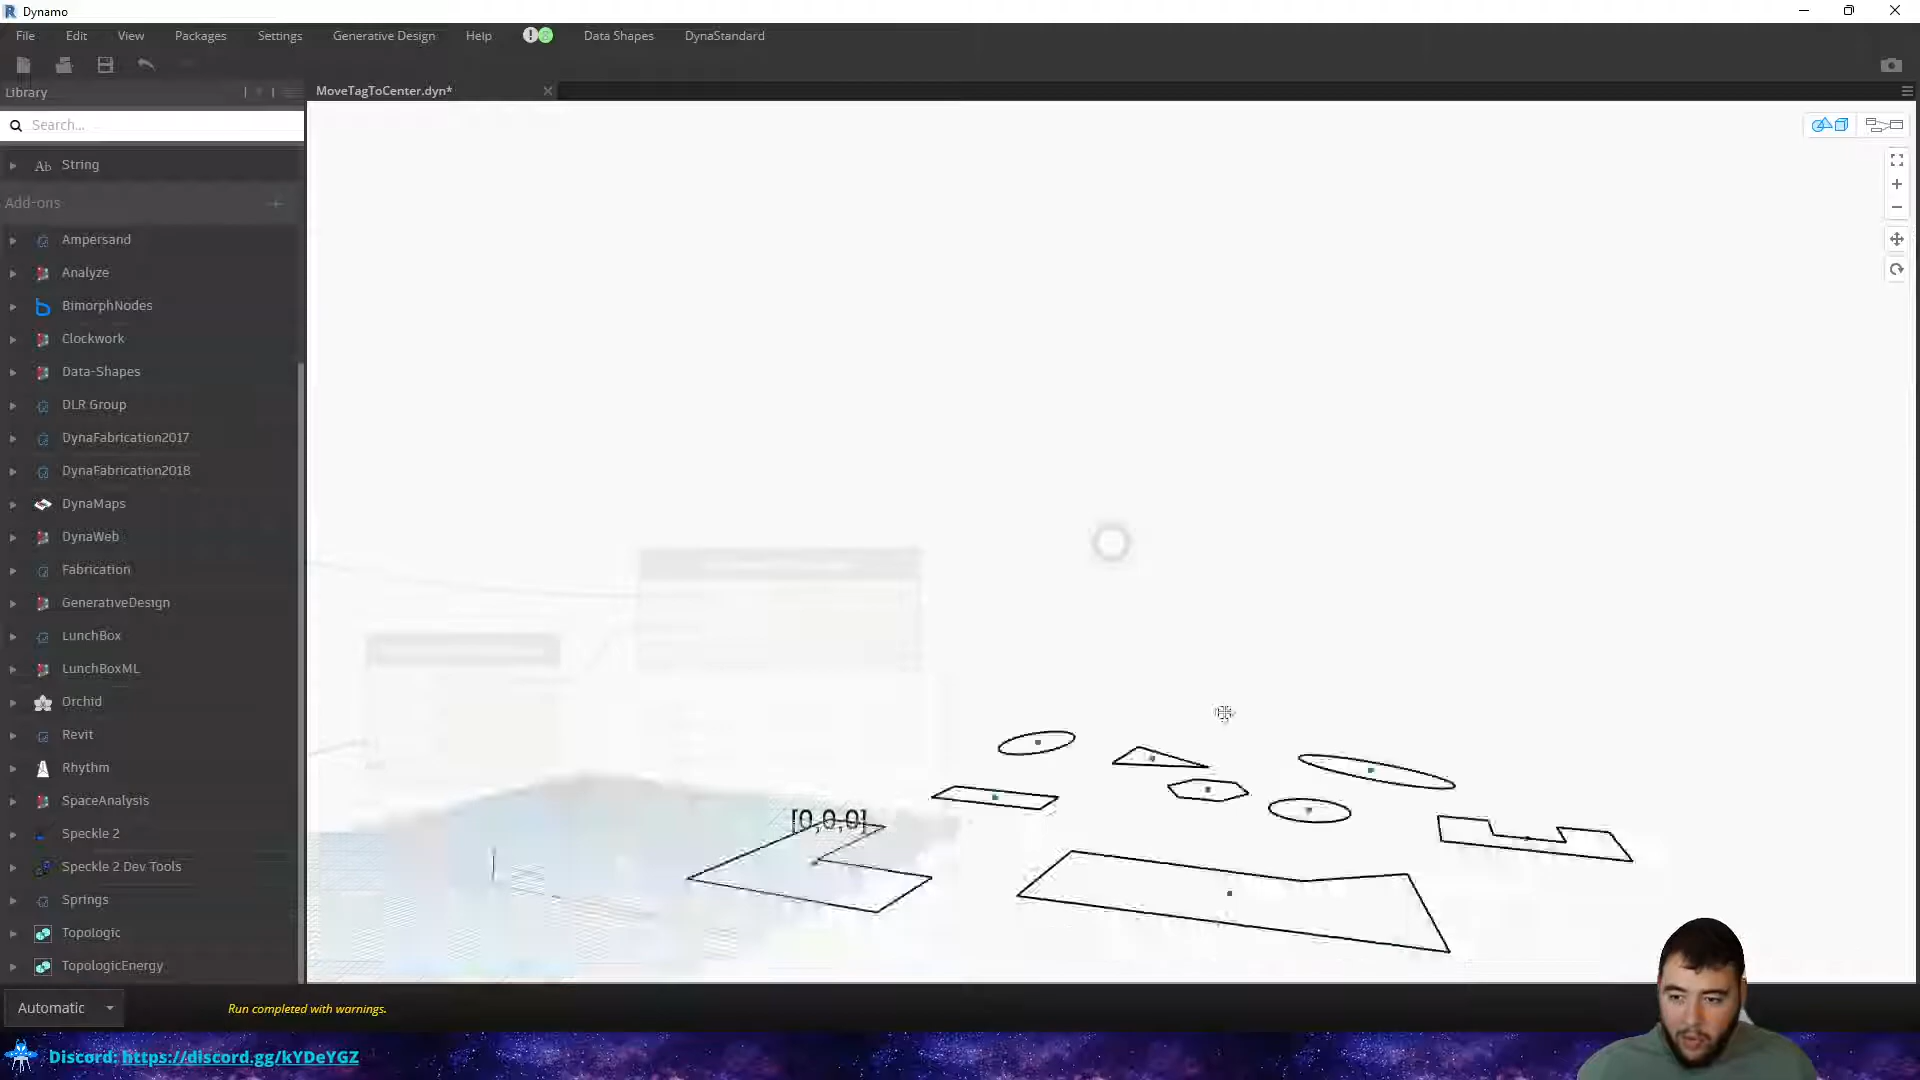 Dynamo
File Edit View Packages Settings Generative Design Help Data Shapes DynaStandard
Library
MoveTagToCenter.dyn*
Search...
String
Add-ons
Ampersand
Analyze
BimorphNodes
Clockwork
Data-Shapes
DLR Group
DynaFabrication2017
DynaFabrication2018
DynaMaps
DynaWeb
Fabrication
GenerativeDesign
LunchBox
LunchBoxML
Orchid
Revit
Rhythm
SpaceAnalysis
Speckle 2
Speckle 2 Dev Tools
Springs
Topologic
TopologicEnergy
[0,0,0]
Automatic
Run completed with warnings.
Discord: https://discord.gg/kYDeYGZ